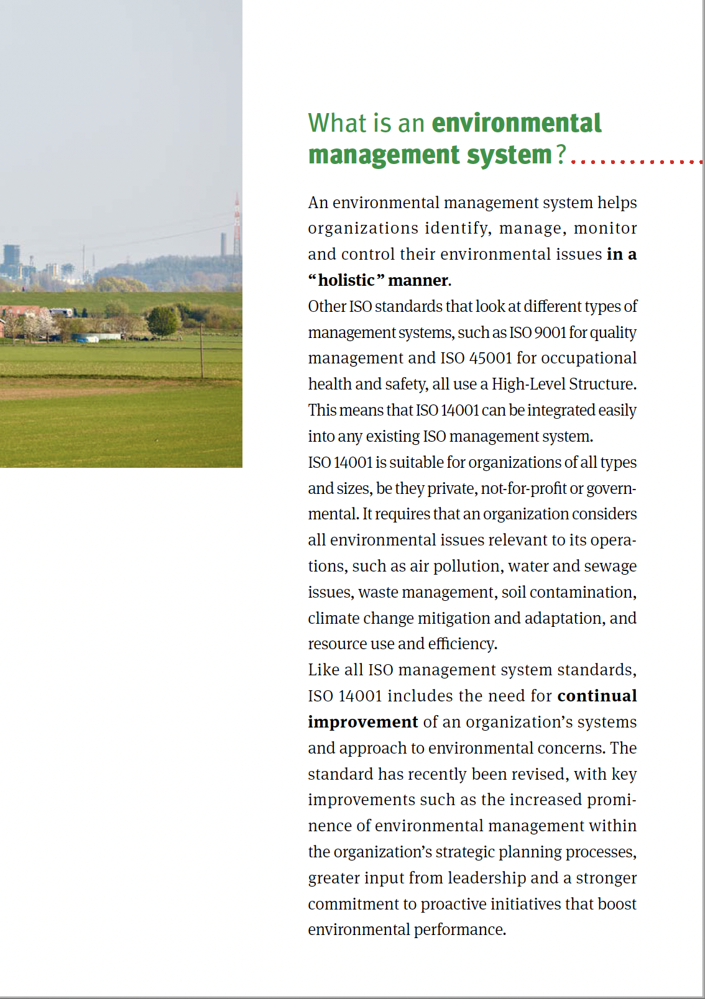 What is an environmental
management system ?
An environmental management system helps
organizations identify, manage, monitor
and control their environmental issues in a
“ holistic ” manner.
Other ISO standards that look at different types of
management systems, such as ISO 9001 for quality
management and ISO 45001 for occupational
health and safety, all use a High-Level Structure.
This means that ISO 14001 can be integrated easily
into any existing ISO management system.
ISO 14001 is suitable for organizations of all types
and sizes, be they private, not-for-profit or govern-
mental. It requires that an organization considers
all environmental issues relevant to its opera-
tions, such as air pollution, water and sewage
issues, waste management, soil contamination,
climate change mitigation and adaptation, and
resource use and efficiency.
Like all ISO management system standards,
ISO 14001 includes the need for continual
improvement of an organization’s systems
and approach to environmental concerns. The
standard has recently been revised, with key
improvements such as the increased promi-
nence of environmental management within
the organization’s strategic planning processes,
greater input from leadership and a stronger
commitment to proactive initiatives that boost
environmental performance.